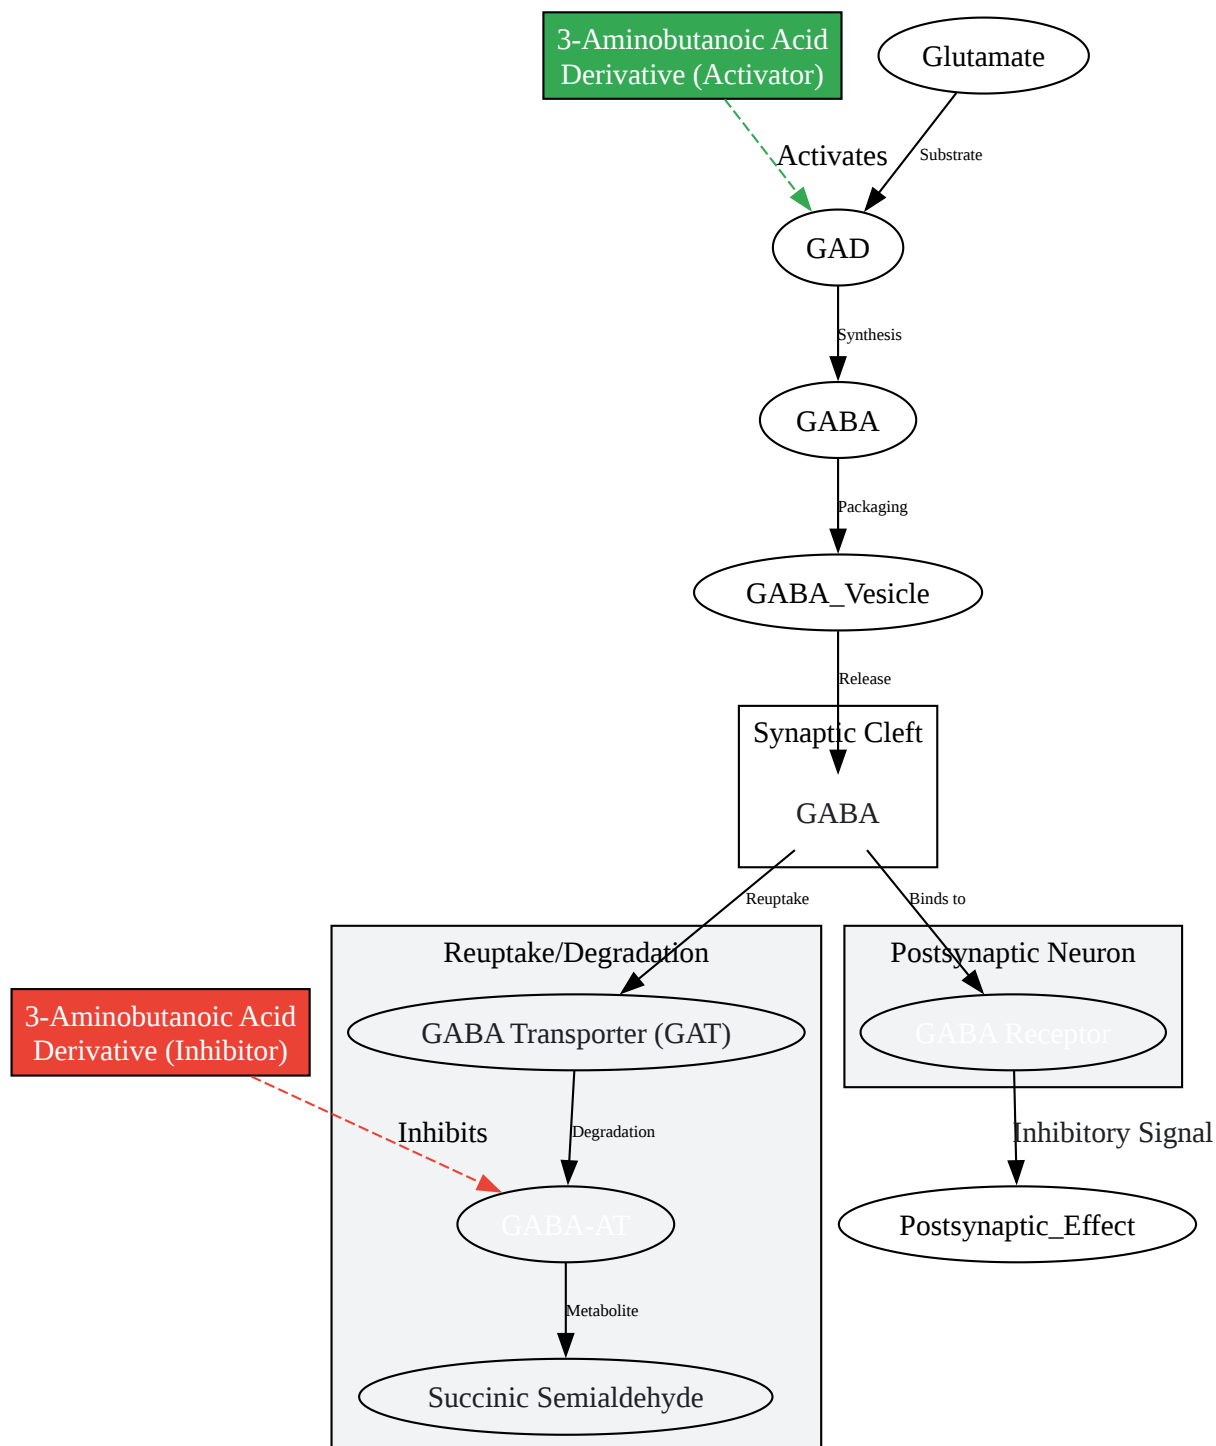 3-Aminobutanoic Acid
Derivative (Activator)
Glutamate
Activates
Substrate
GAD
Synthesis
GABA
Packaging
GABA_Vesicle
Release
Synaptic Cleft
GABA
Reuptake
Binds to
Reuptake/Degradation
Postsynaptic Neuron
3-Aminobutanoic Acid
Derivative (Inhibitor)
GABA Transporter (GAT)
GABA Receptor
Inhibits
Degradation
Inhibitory Signal
GABA-AT
Postsynaptic_Effect
Metabolite
Succinic Semialdehyde